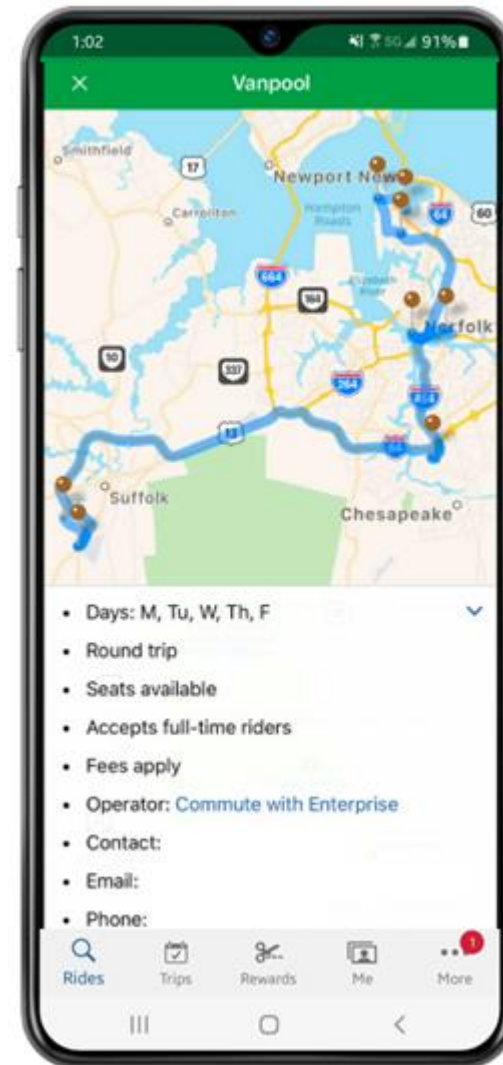 1:02
5G 91%
Vanpool
Smithfield
17
Newport New
Carrollton
Hampton
Roads
64
60
664
164
Elizabeth
River
Norfolk
10
337
264
464
13
64
Suffolk
Chesapeake
• Days: M, Tu, W, Th, F
• Round trip
• Seats available
• Accepts full-time riders
• Fees apply
• Operator: Commute with Enterprise
• Contact:
• Email:
• Phone:
1
Rides Trips Rewards Me More